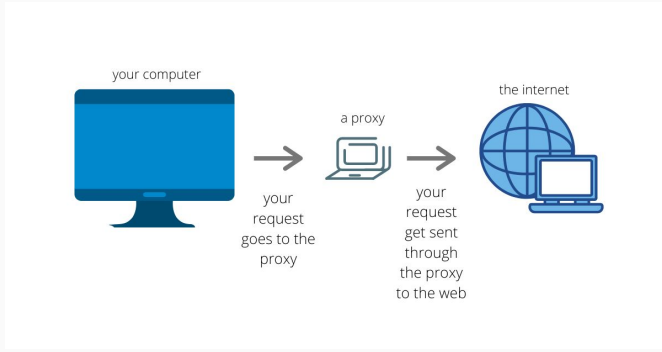 your computer
the internet
a proxy
your
request
goes to the
proxy
your
request
get sent
through
the proxy
to the web